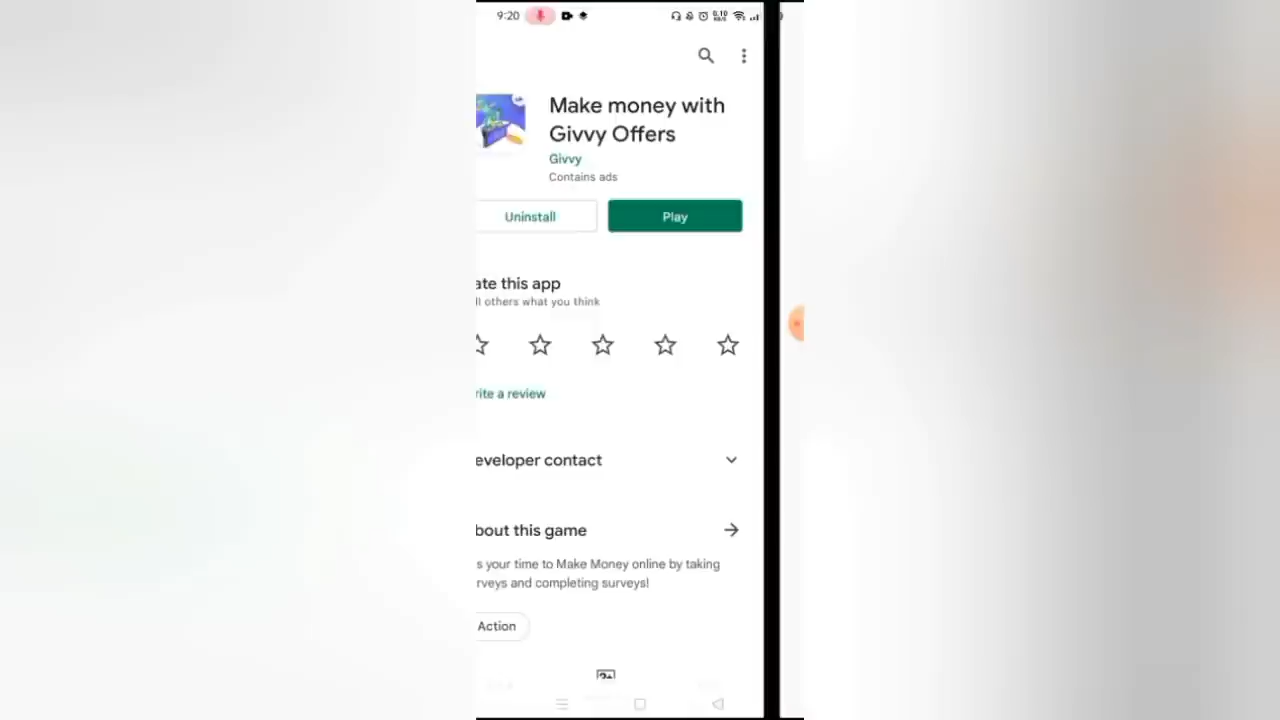 9:20
0.10
Make money with
Givvy Offers
Givvy
Contains ads
Uninstall
Play
ate this app
ll others what you think
rite a review
eveloper contact
bout this game
s your time to Make Money online by taking
rveys and completing surveys!
Action